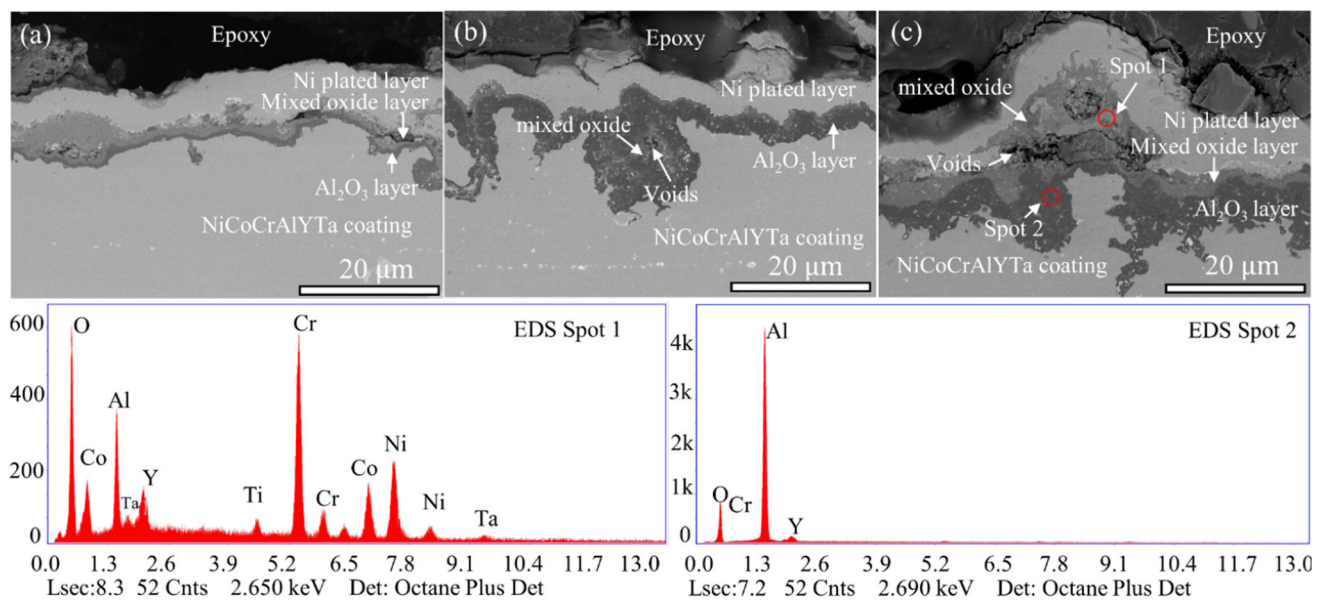 (a)
Epoxy
Ni plated layer
Mixed oxide layer
Al₂O₃ layer
NiCoCrAlYTa coating
20 μm
(b)
Epoxy
Ni plated layer
mixed oxide
Al₂O₃ layer
Voids
NiCoCrAlYTa coating
20 μm
(c)
Epoxy
Spot 1
mixed oxide
Ni plated layer
Mixed oxide layer
Voids
Al₂O₃ layer
Spot 2
NiCoCrAlYTa coating
20 μm
EDS Spot 1
600
400
200
0
O
Co
Al
Ta
Y
Ti
Cr
Cr
Co
Ni
Ni
Ta
0.0 1.3 2.6 3.9 5.2 6.5 7.8 9.1 10.4 11.7 13.0
Lsec:8.3 52 Cnts 2.650 keV Det: Octane Plus Det
EDS Spot 2
4k
3k
2k
1k
0
O
Cr
Al
Y
0.0 1.3 2.6 3.9 5.2 6.5 7.8 9.1 10.4 11.7 13.0
Lsec:7.2 52 Cnts 2.690 keV Det: Octane Plus Det